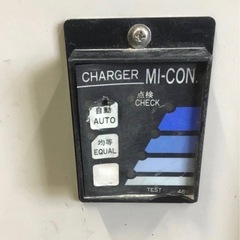 CHARGER MI-CON.
自動
AUTO
点検
CHECK
均等
EQUAL
TEST